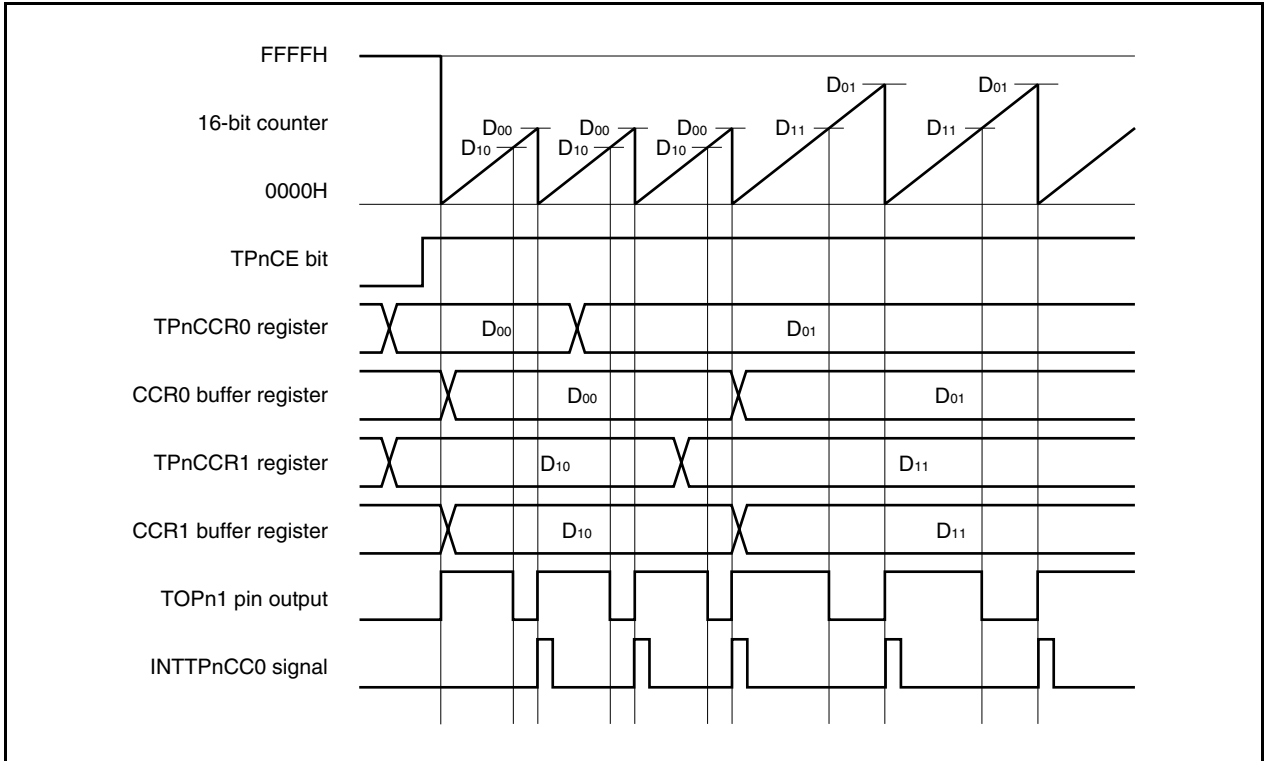 FFFFH
D01 D01
16-bit counter D00 D00 D00 D11 D11
D10 D10 D10
0000H
TPnCE bit
TPnCCR0 register D00 D01
CCR0 buffer register D00 D01
TPnCCR1 register D10 D11
CCR1 buffer register D10 D11
TOPn1 pin output
INTTPnCC0 signal